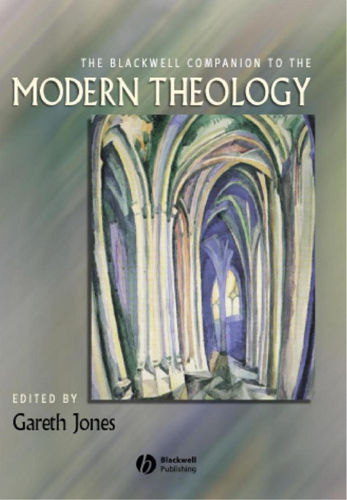 THE BLACKWELL COMPANION TO THE
MODERN THEOLOGY
EDITED BY
Gareth Jones
Blackwell
Publishing